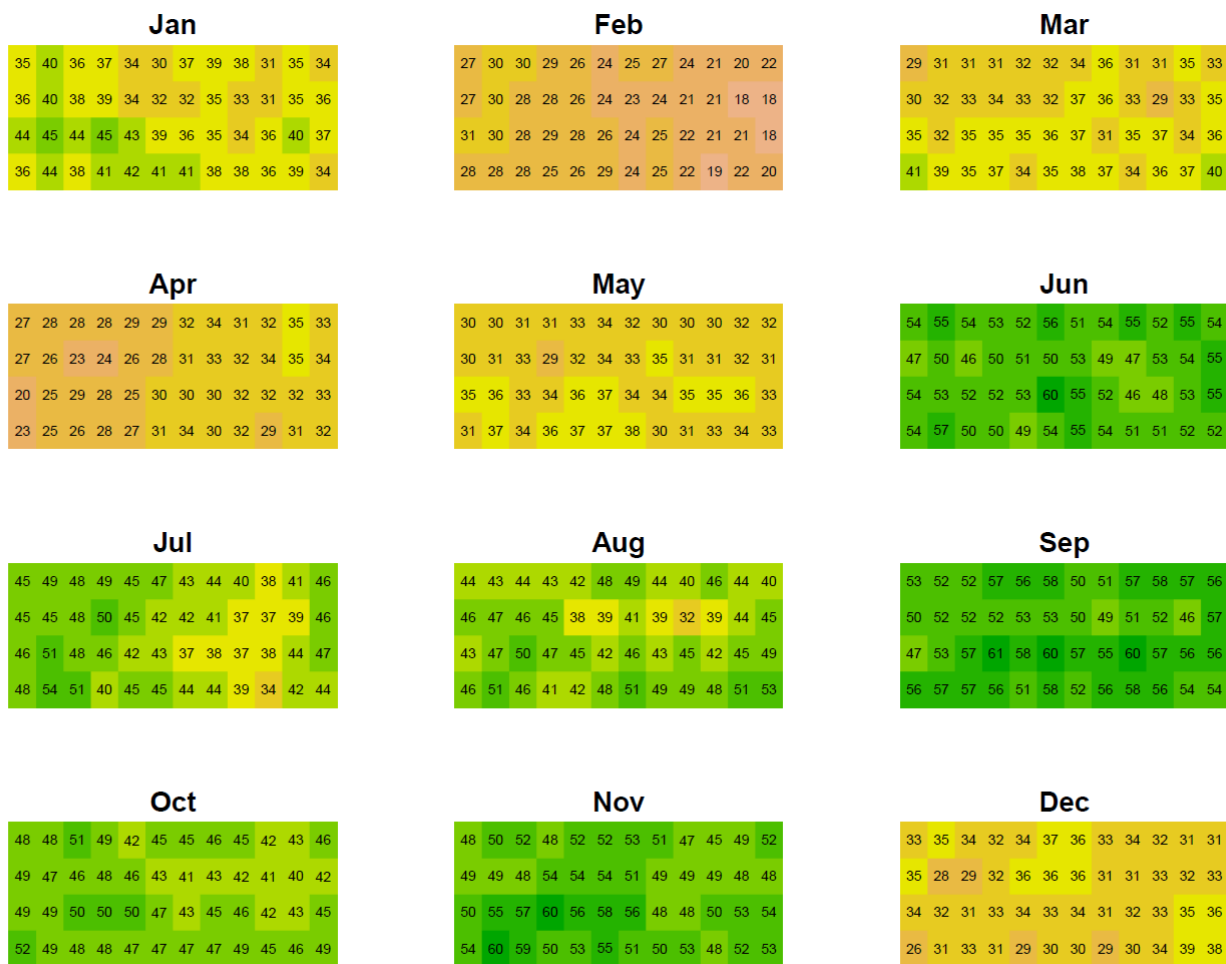 Jan Feb Mar
35 40 36 37 34 30 37 39 38 31 35 34 27 30 30 29 26 24 25 27 24 21 20 22 29 31 31 31 32 32 34 36 31 31 35 33
36 40 38 39 34 32 32 35 33 31 35 36 27 30 28 28 26 24 23 24 21 21 18 18 30 32 33 34 33 32 37 36 33 29 33 35
44 45 44 45 43 39 36 35 34 36 40 37 31 30 28 29 28 26 24 25 22 21 21 18 35 32 35 35 35 36 37 31 35 37 34 36
36 44 38 41 42 41 41 38 38 36 39 34 28 28 28 25 26 29 24 25 22 19 22 20 41 39 35 37 34 35 38 37 34 36 37 40
Apr May Jun
27 28 28 28 29 29 32 34 31 32 35 33 30 30 31 31 33 34 32 30 30 30 32 32 54 55 54 53 52 56 51 54 55 52 55 54
27 26 23 24 26 28 31 33 32 34 35 34 30 31 33 29 32 34 33 35 31 31 32 31 47 50 46 50 51 50 53 49 47 53 54 55
20 25 29 28 25 30 30 30 32 32 32 33 35 36 33 34 36 37 34 34 35 35 36 33 54 53 52 52 53 60 55 52 46 48 53 55
23 25 26 28 27 31 34 30 32 29 31 32 31 37 34 36 37 37 38 30 31 33 34 33 54 57 50 50 49 54 55 54 51 51 52 52
Jul Aug Sep
45 49 48 49 45 47 43 44 40 38 41 46 44 43 44 43 42 48 49 44 40 46 44 40 53 52 52 57 56 58 50 51 57 58 57 56
45 45 48 50 45 42 42 41 37 37 39 46 46 47 46 45 38 39 41 39 32 39 44 45 50 52 52 52 53 53 50 49 51 52 46 57
46 51 48 46 42 43 37 38 37 38 44 47 43 47 50 47 45 42 46 43 45 42 45 49 47 53 57 61 58 60 57 55 60 57 56 56
48 54 51 40 45 45 44 44 39 34 42 44 46 51 46 41 42 48 51 49 49 48 51 53 56 57 57 56 51 58 52 56 58 56 54 54
Oct Nov Dec
48 48 51 49 42 45 45 46 45 42 43 46 48 50 52 48 52 52 53 51 47 45 49 52 33 35 34 32 34 37 36 33 34 32 31 31
49 47 46 48 46 43 41 43 42 41 40 42 49 49 48 54 54 54 51 49 49 49 48 48 35 28 29 32 36 36 36 31 31 33 32 33
49 49 50 50 50 47 43 45 46 42 43 45 50 55 57 60 56 58 56 48 48 50 53 54 34 32 31 33 34 33 34 31 32 33 35 36
52 49 48 48 47 47 47 47 49 45 46 49 54 60 59 50 53 55 51 50 53 48 52 53 26 31 33 31 29 30 30 29 30 34 39 38